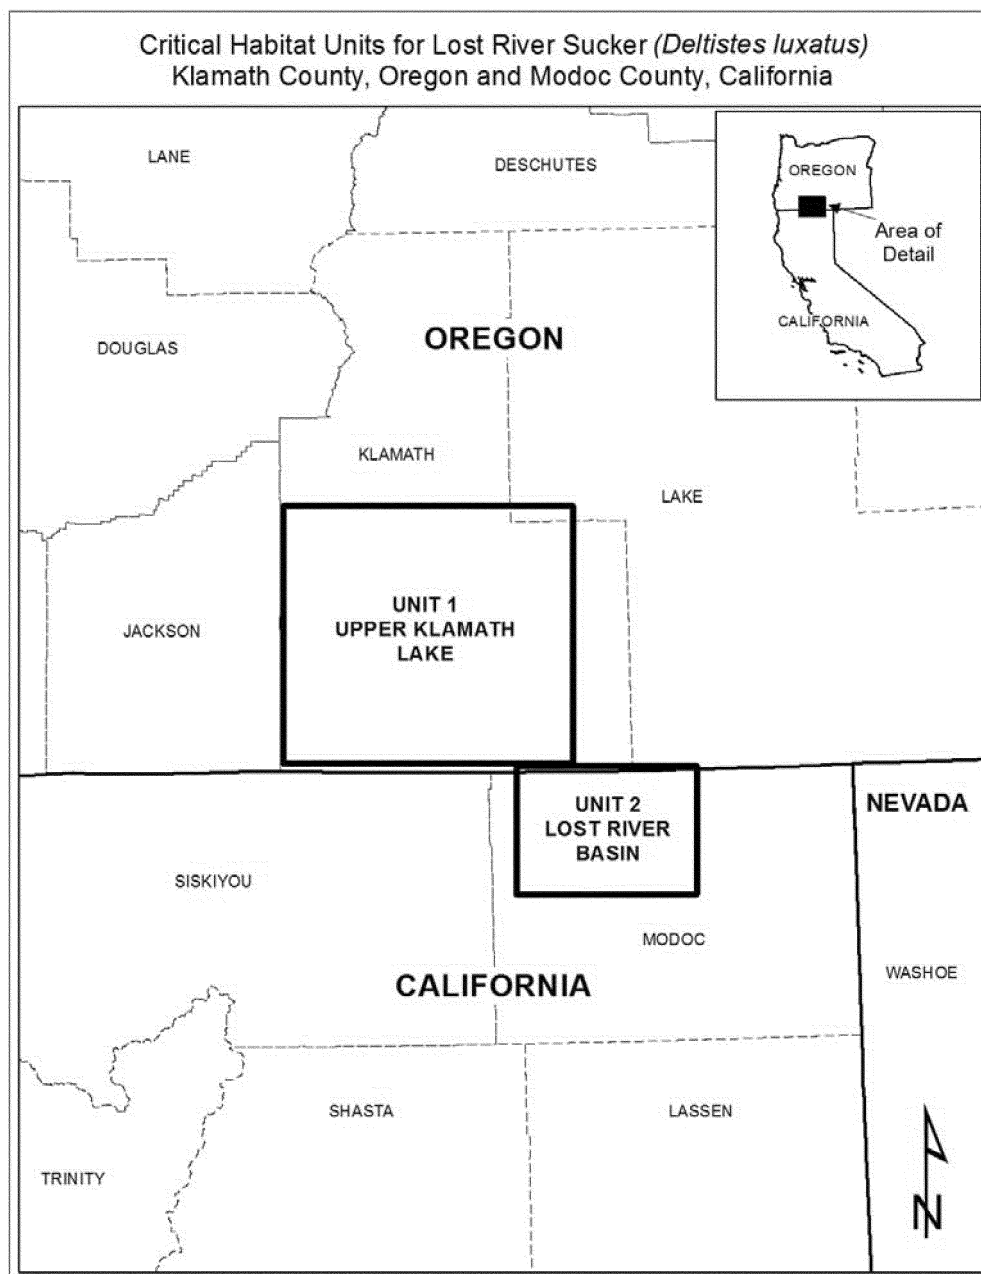 Critical Habitat Units for Lost River Sucker (Deltistes luxatus)
Klamath County, Oregon and Modoc County, California
LANE
DESCHUTES
OREGON
Area of
Detail
CALIFORNIA
DOUGLAS
OREGON
KLAMATH
LAKE
UNIT 1
UPPER KLAMATH
LAKE
JACKSON
UNIT 2
LOST RIVER
BASIN
NEVADA
SISKIYOU
MODOC
WASHOE
CALIFORNIA
SHASTA
LASSEN
TRINITY
N